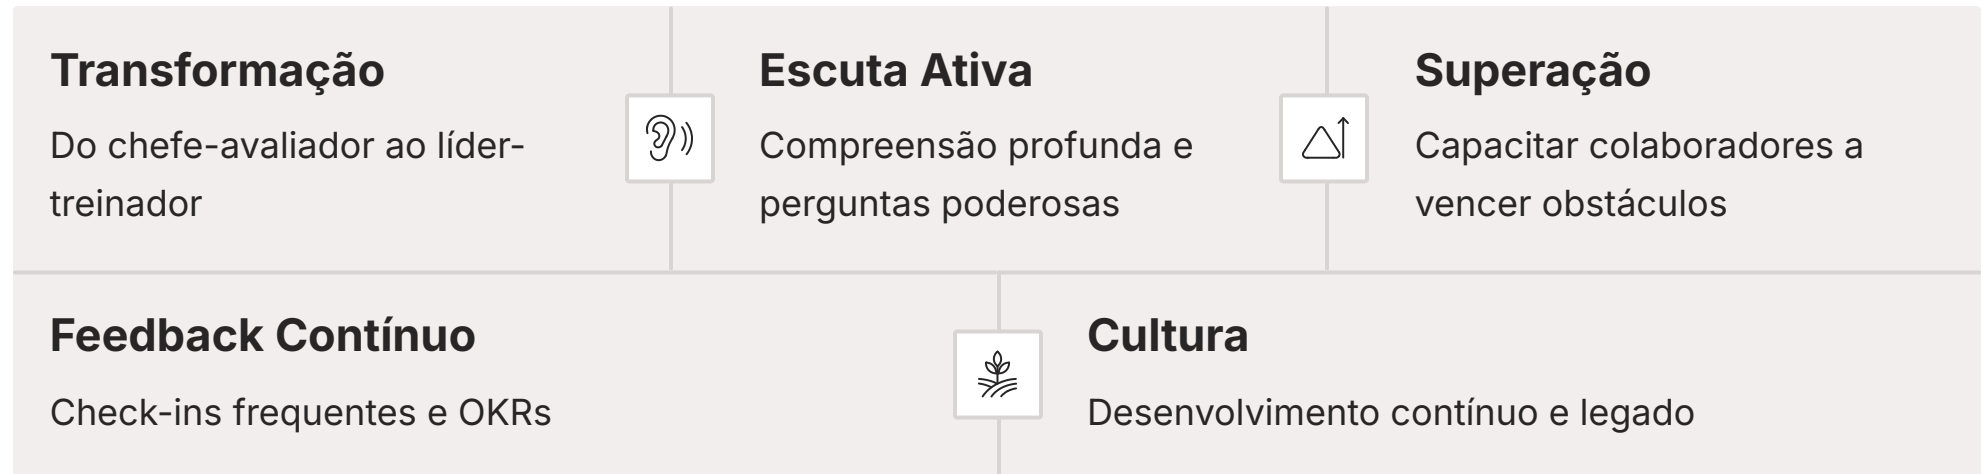 Transformação
Do chefe-avaliador ao líder-
treinador
Escuta Ativa
Compreensão profunda e
perguntas poderosas
Superação
Capacitar colaboradores a
vencer obstáculos
Feedback Contínuo
Check-ins frequentes e OKRs
Cultura
Desenvolvimento contínuo e legado